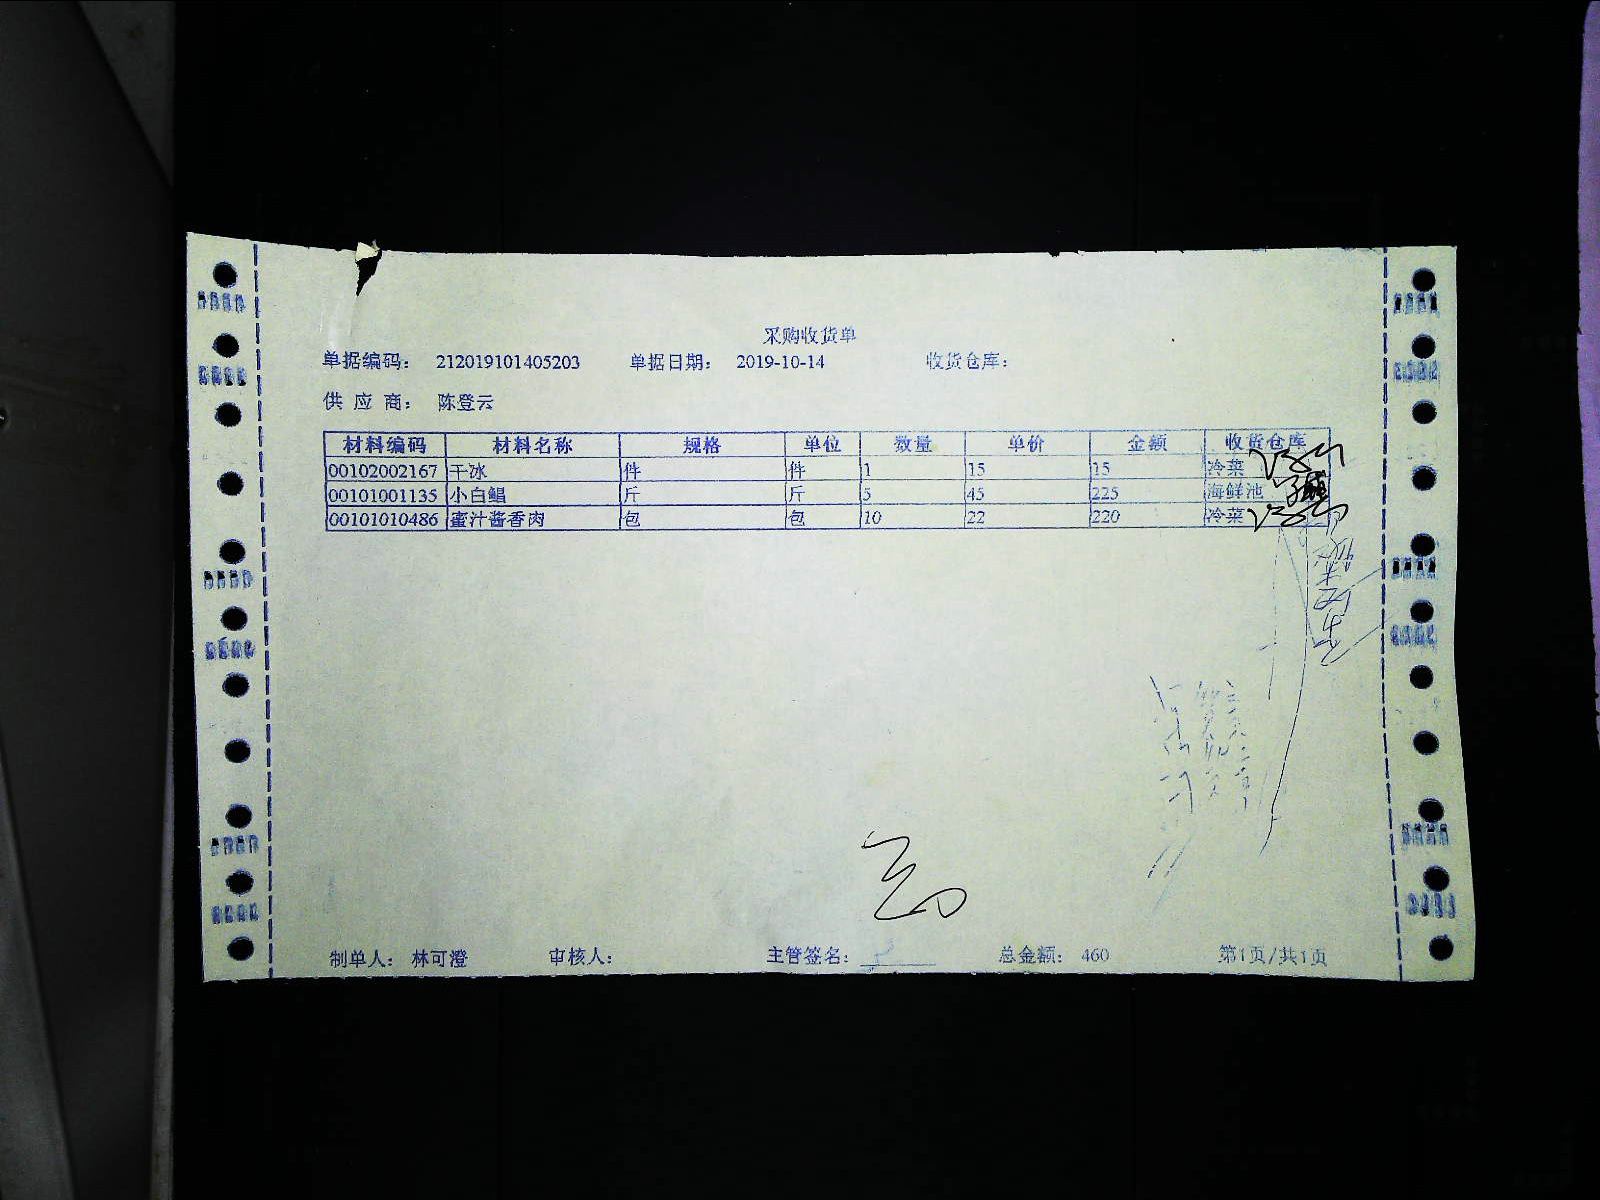 采购收货单
单据编码： 212019101405203 单据日期： 2019-10-14 收货仓库：
供 应 商： 陈登云
材料编码 材料名称 规格 单位 数量 单价 金额 收货仓库
00102002167 干冰 件 件 1 15 15 冷菜
00101001135 小白鲳 斤 斤 5 45 225 海鲜池
00101010486 蜜汁酱香肉 包 包 10 22 220 冷菜
制单人： 林可澄 审核人： 主管签名： 总金额： 460 第1页/共1页